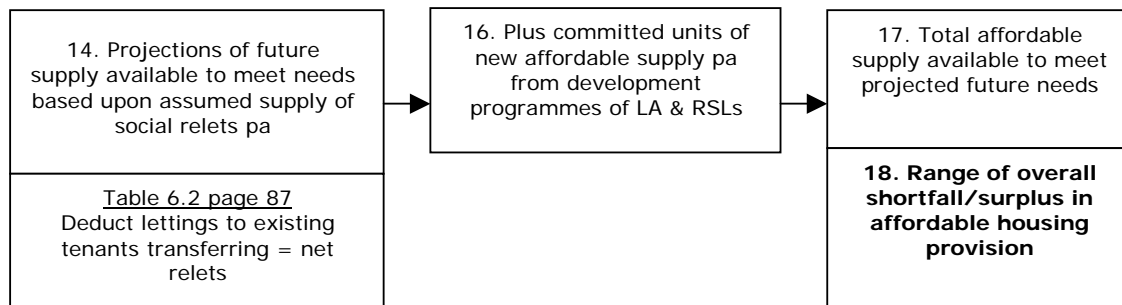 14. Projections of future
supply available to meet needs
based upon assumed supply of
social relets pa
Table 6.2 page 87
Deduct lettings to existing
tenants transferring = net
relets
16. Plus committed units of
new affordable supply pa
from development
programmes of LA & RSLs
17. Total affordable
supply available to meet
projected future needs
18. Range of overall
shortfall/surplus in
affordable housing
provision